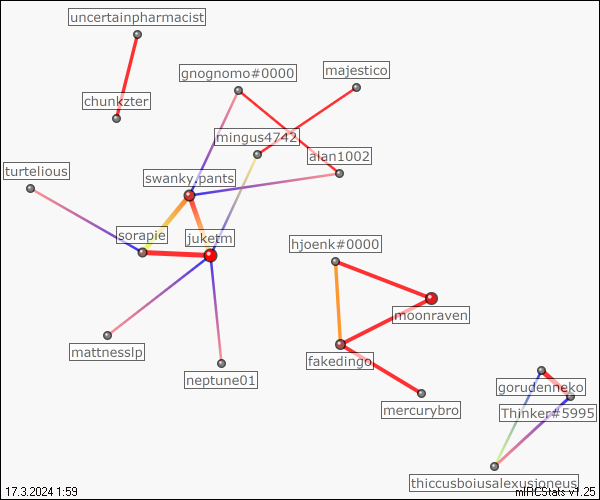 uncertainpharmacist
gnognomo#0000
majestico
chunkzter
mingus4742
alan1002
turtelious
swanky.pants
sorapie
juketm
hjoenk#0000
moonraven
mattnesslp
fakedingo
neptune01
gorudenneko
mercurybro
Thinker#5995
thiccusboiusalexusioneus
17.3.2024 1:59
mIRCStats v1.25